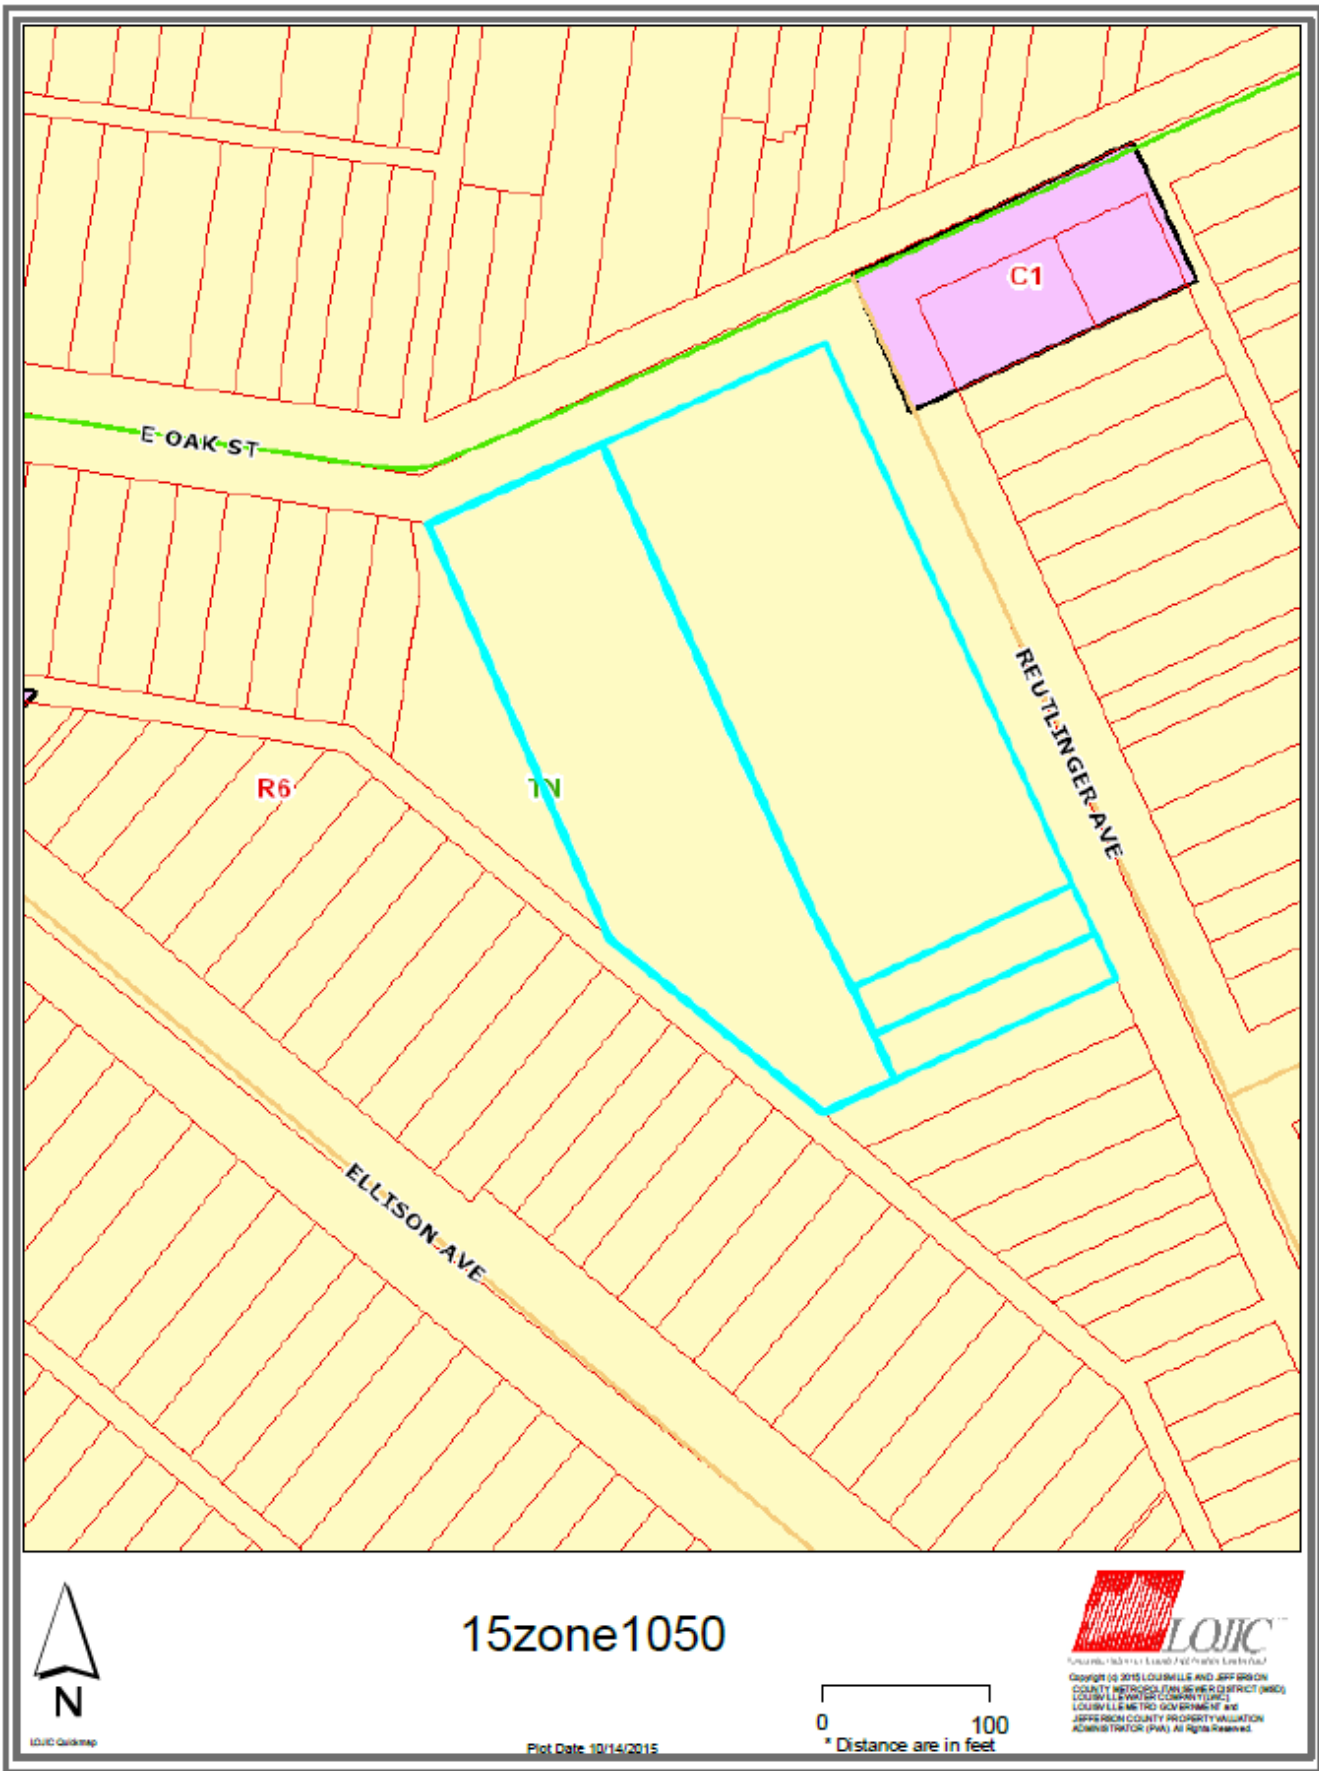 C1
E OAK ST
REUTLINGER AVE
R6
TN
ELLISON AVE
15zone1050
LOJIC
N
0 100
* Distance are in feet
Copyright (c) 2015 LOUISVILLE AND JEFFERSON
COUNTY METROPOLITAN SEWER DISTRICT (MSD),
LOUISVILLE WATER COMPANY (LWC),
LOUISVILLE METRO GOVERNMENT and
JEFFERSON COUNTY PROPERTY VALUATION
ADMINISTRATOR (PVA). All Rights Reserved.
LOJIC Quickmap
Plot Date 10/14/2015